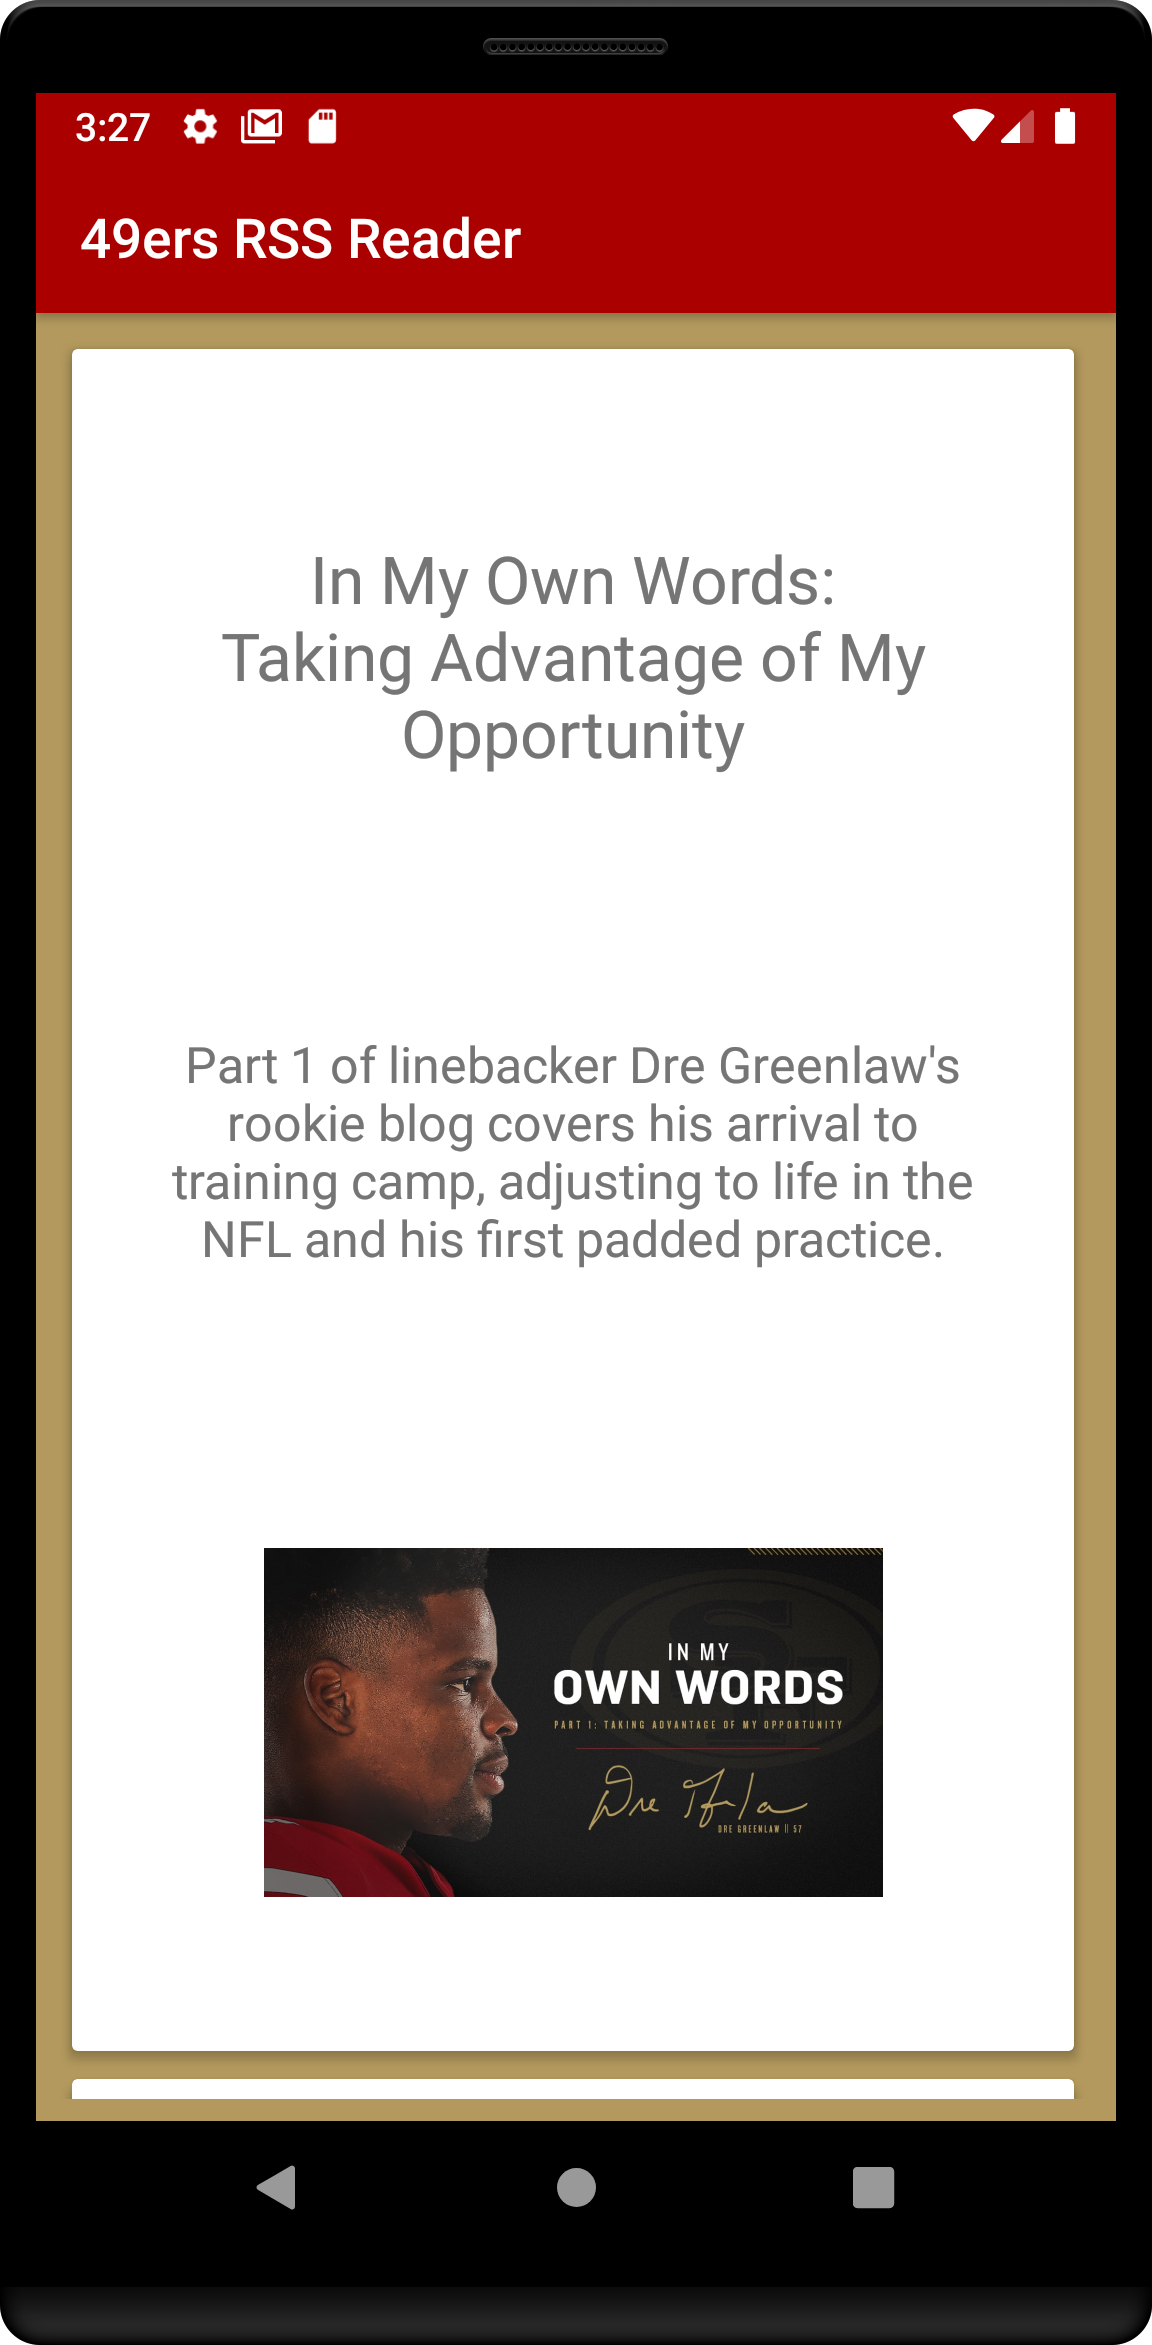 3:27
49ers RSS Reader
In My Own Words:
Taking Advantage of My
Opportunity
Part 1 of linebacker Dre Greenlaw's
rookie blog covers his arrival to
training camp, adjusting to life in the
NFL and his first padded practice.
IN MY
OWN WORDS
PART 1: TAKING ADVANTAGE OF MY OPPORTUNITY
DRE GREENLAW || 57